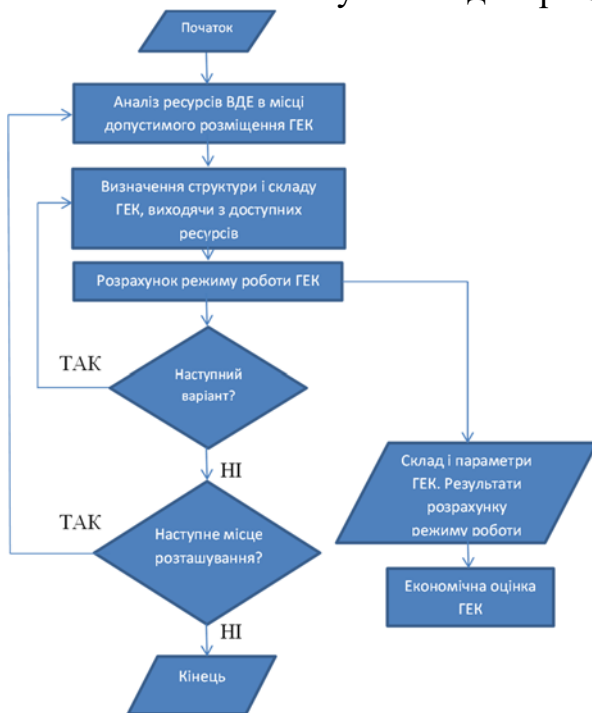 Початок
Аналіз ресурсів ВДЕ в місці
допустимого розміщення ГЕК
Визначення структури і складу
ГЕК, виходячи з доступних
ресурсів
Розрахунок режиму роботи ГЕК
ТАК
Наступний
варіант?
НІ
Склад і параметри
ГЕК. Результати
розрахунку
режиму роботи
ТАК
Наступне місце
розташування?
Економічна оцінка
ГЕК
НІ
Кінець